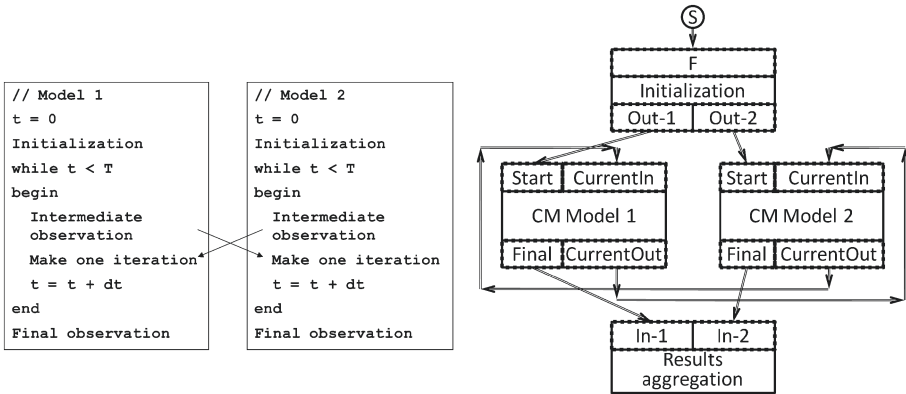 // Model 1
t = 0
Initialization
while t < T
begin
Intermediate
observation
Make one iteration
t = t + dt
end
Final observation
// Model 2
t = 0
Initialization
while t < T
begin
Intermediate
observation
Make one iteration
t = t + dt
end
Final observation
S
F
Initialization
Out-1 Out-2
Start CurrentIn
CM Model 1
Final CurrentOut
Start CurrentIn
CM Model 2
Final CurrentOut
In-1 In-2
Results
aggregation